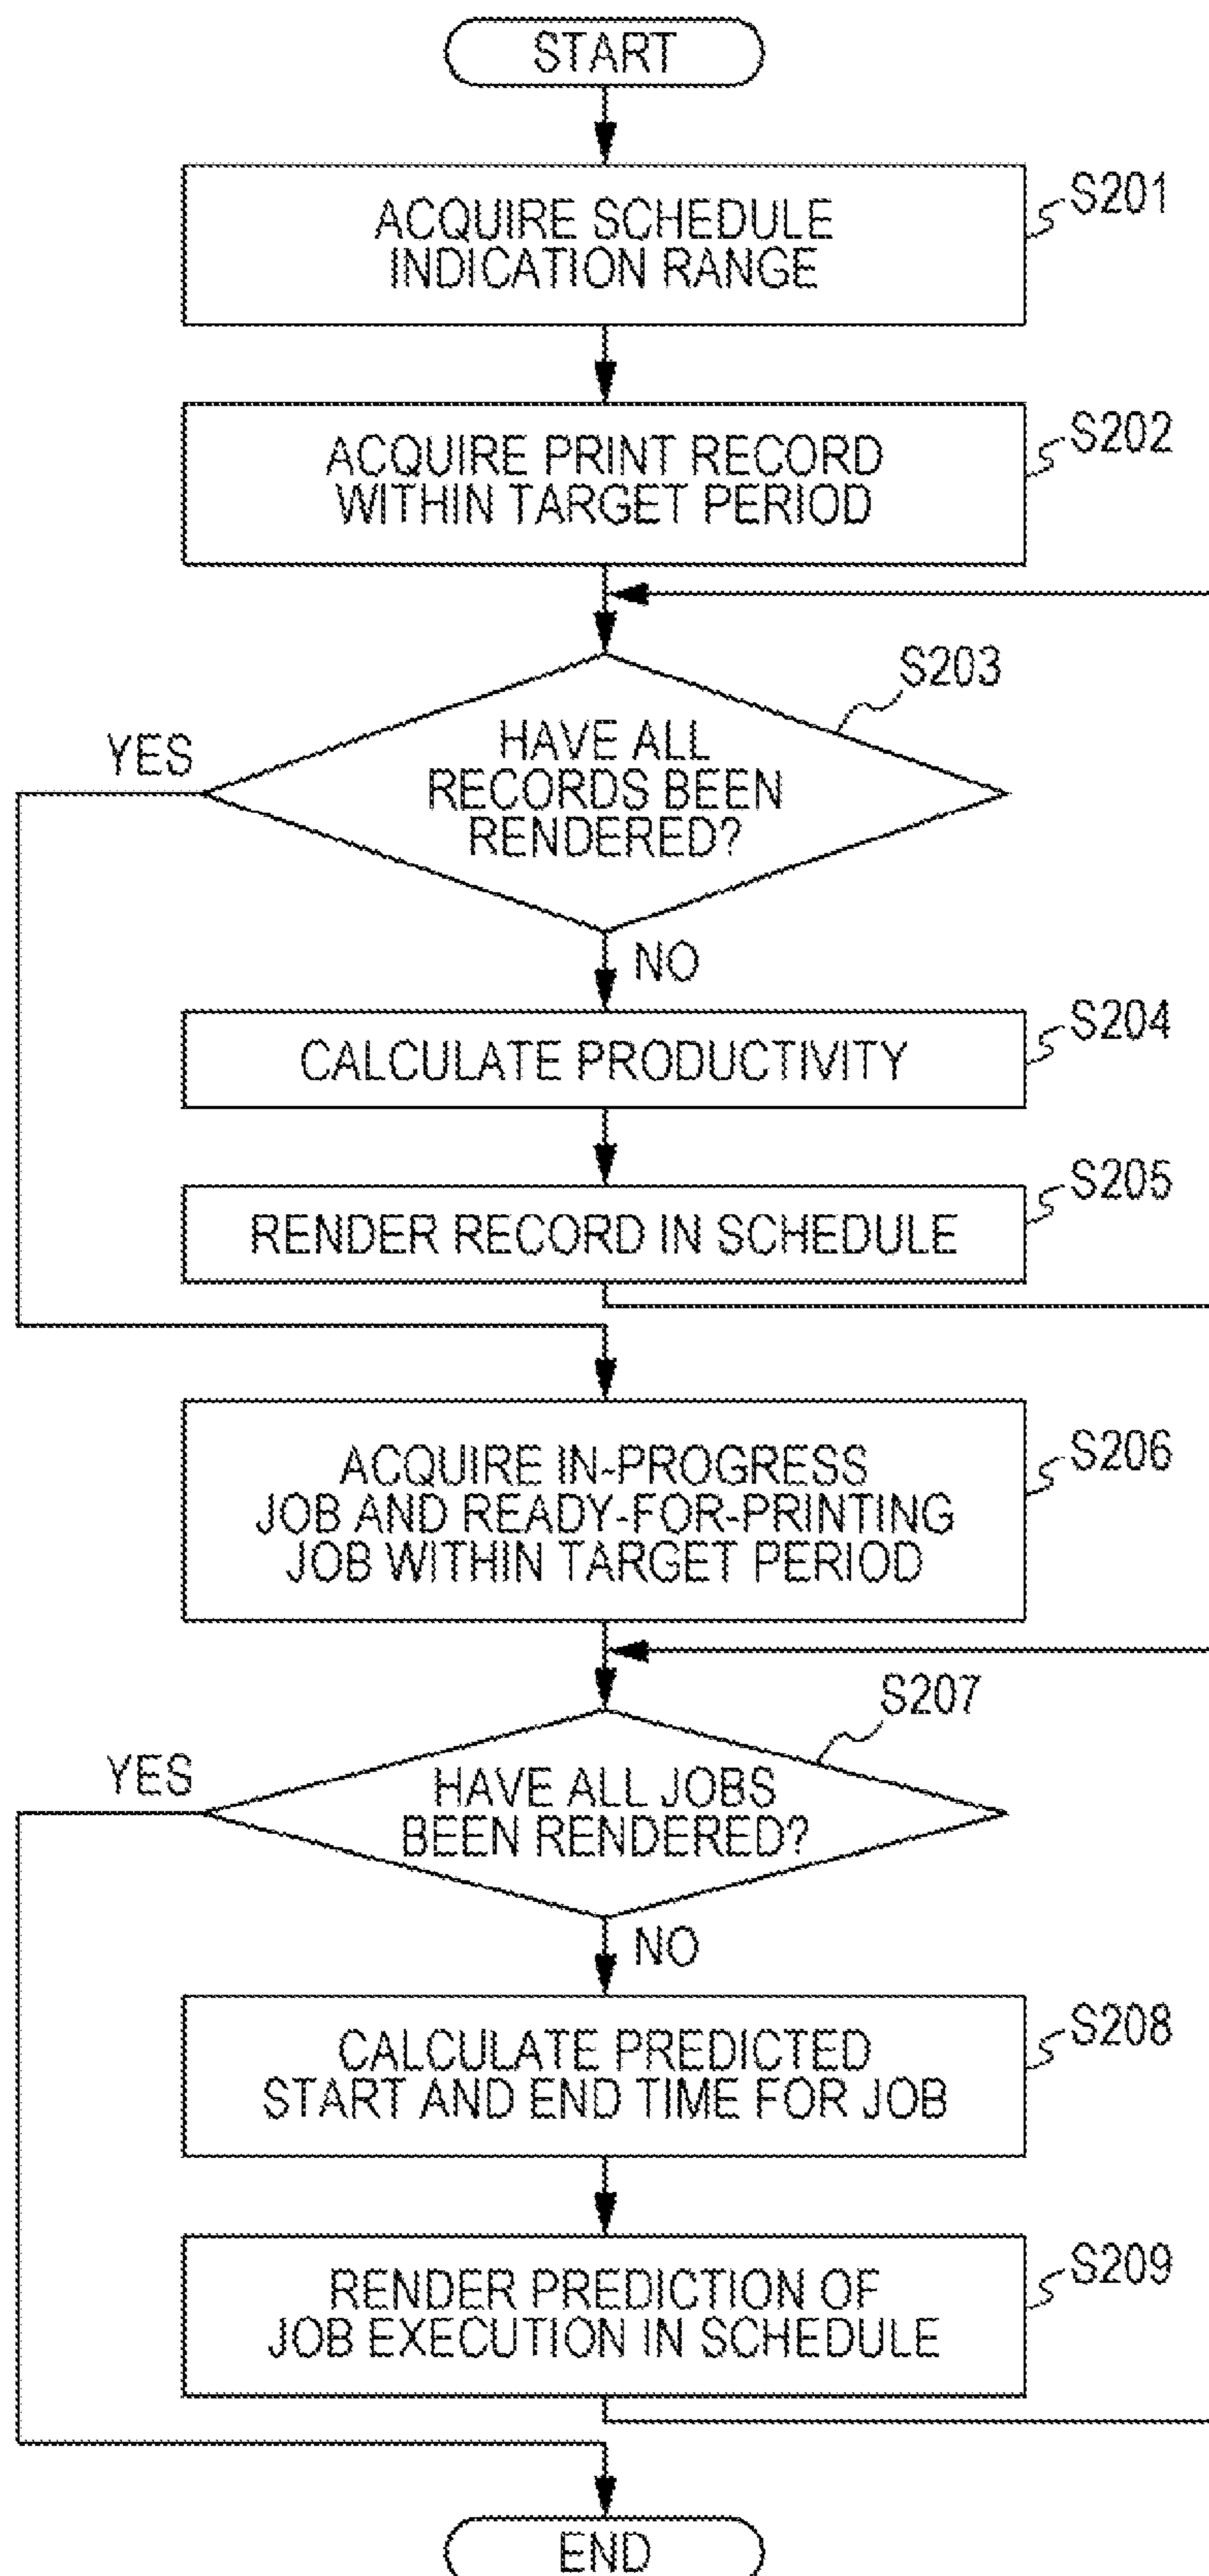 START
ACQUIRE SCHEDULE
INDICATION RANGE
S201
ACQUIRE PRINT RECORD
WITHIN TARGET PERIOD
S202
S203
HAVE ALL
RECORDS BEEN
RENDERED?
YES
NO
CALCULATE PRODUCTIVITY
S204
RENDER RECORD IN SCHEDULE
S205
ACQUIRE IN-PROGRESS
JOB AND READY-FOR-PRINTING
JOB WITHIN TARGET PERIOD
S206
S207
HAVE ALL JOBS
BEEN RENDERED?
YES
NO
CALCULATE PREDICTED
START AND END TIME FOR JOB
S208
RENDER PREDICTION OF
JOB EXECUTION IN SCHEDULE
S209
END